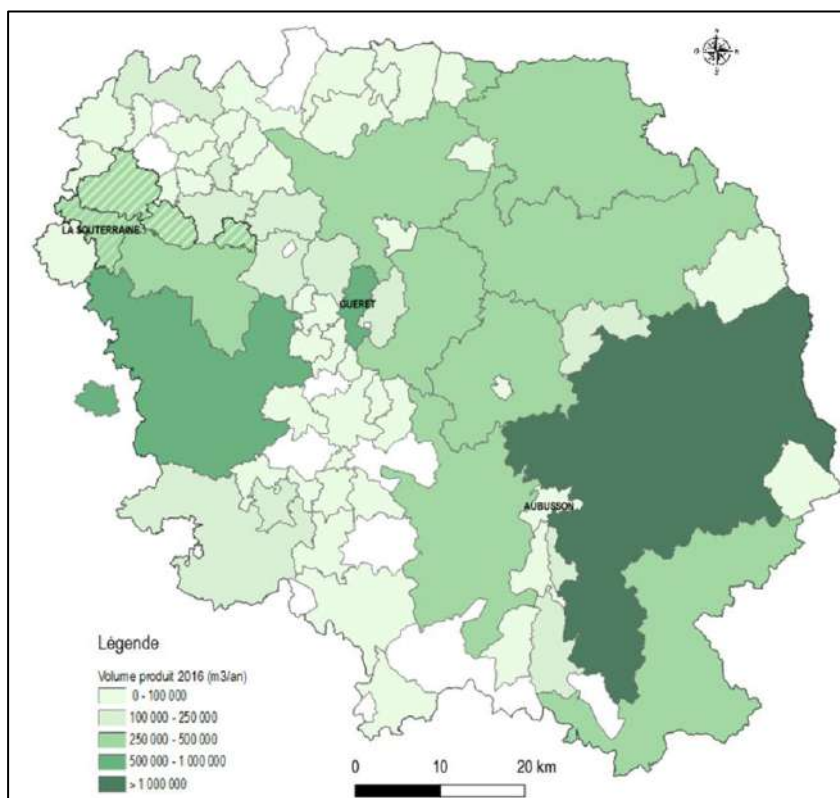 LA SOUTERRAINE
GUERET
AUBUSSON
Légende
Volume produit 2016 (m3/an)
0 - 100 000
100 000 - 250 000
250 000 - 500 000
500 000 - 1 000 000
> 1 000 000
0 10 20 km